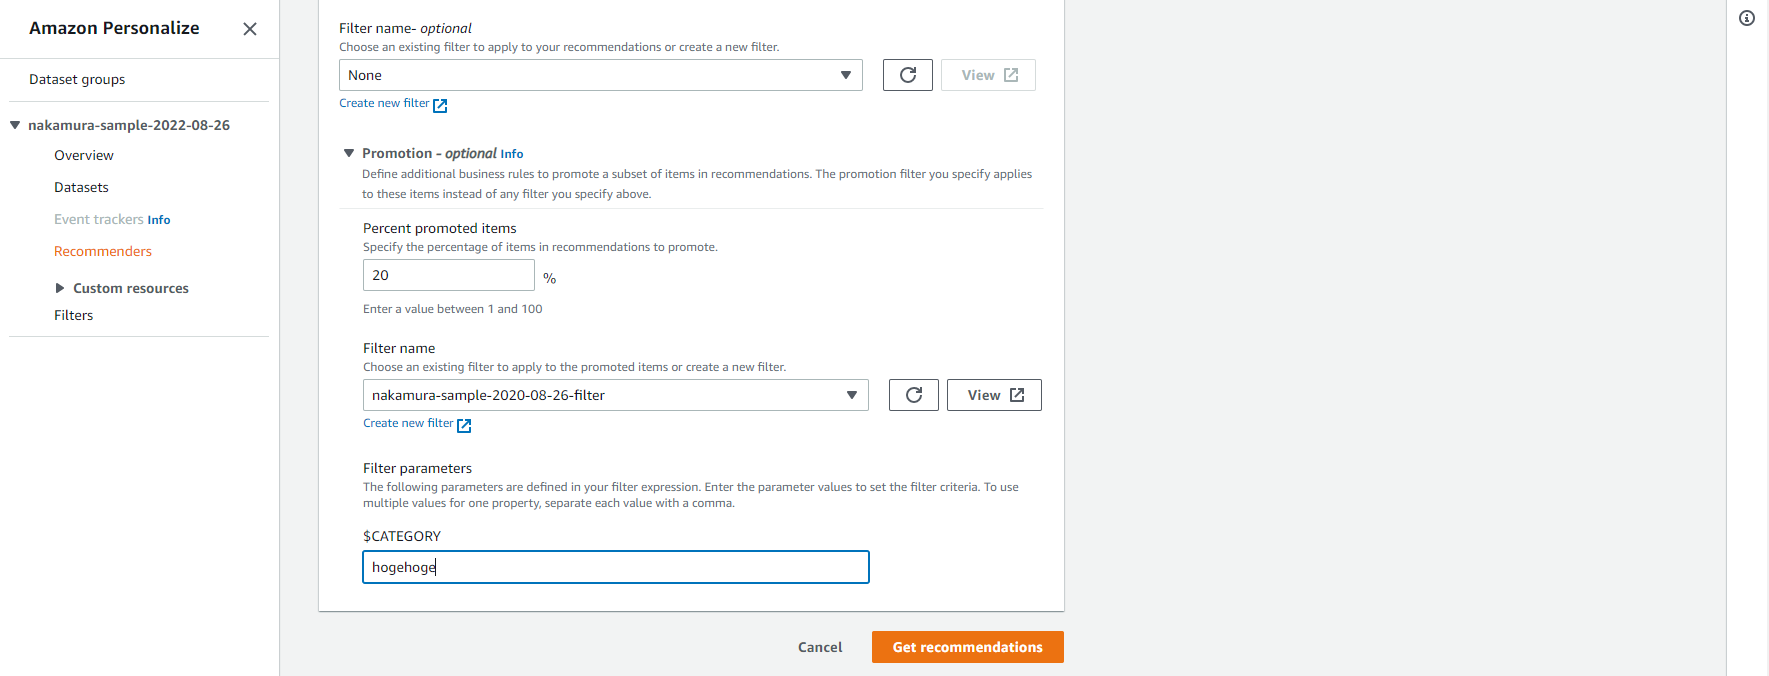 Amazon Personalize
Dataset groups
nakamura-sample-2022-08-26
Overview
Datasets
Event trackers Info
Recommenders
Custom resources
Filters
Filter name- optional
Choose an existing filter to apply to your recommendations or create a new filter.
None
View
Create new filter
Promotion - optional Info
Define additional business rules to promote a subset of items in recommendations. The promotion filter you specify applies
to these items instead of any filter you specify above.
Percent promoted items
Specify the percentage of items in recommendations to promote.
20
%
Enter a value between 1 and 100
Filter name
Choose an existing filter to apply to the promoted items or create a new filter.
nakamura-sample-2020-08-26-filter
View
Create new filter
Filter parameters
The following parameters are defined in your filter expression. Enter the parameter values to set the filter criteria. To use
multiple values for one property, separate each value with a comma.
$CATEGORY
hogehoge
Cancel
Get recommendations